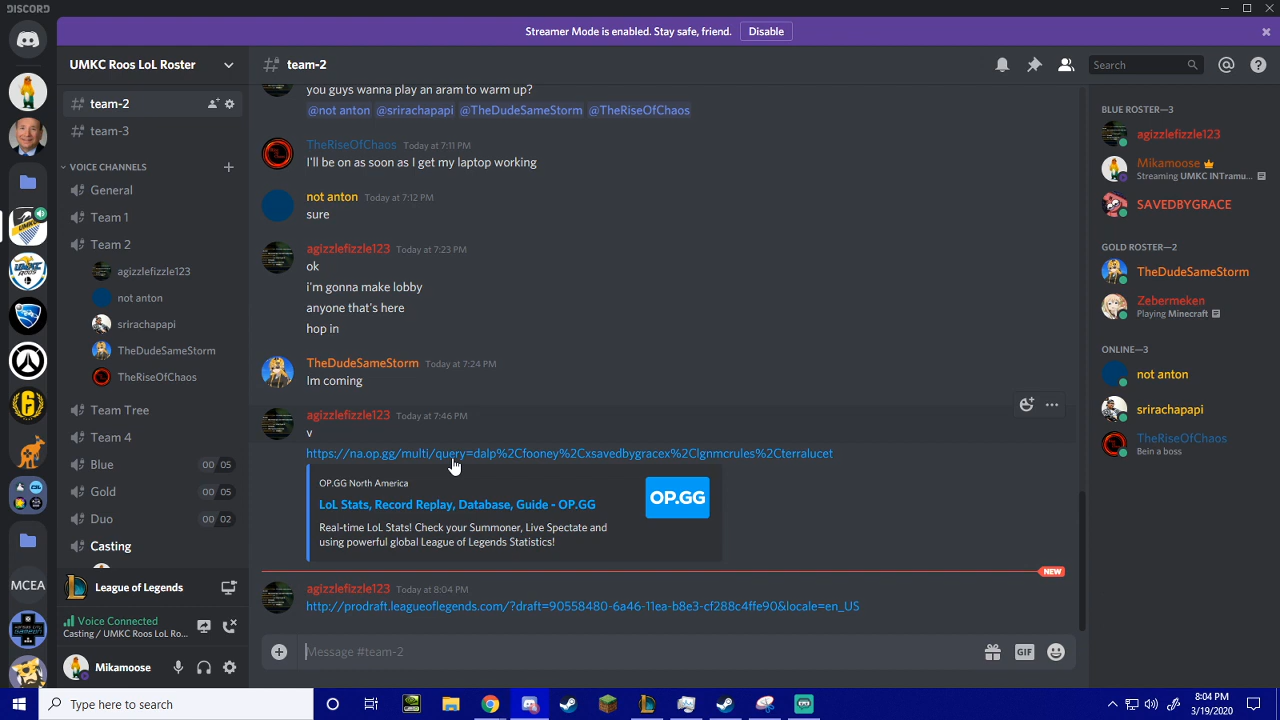 DISCORD
Streamer Mode is enabled. Stay safe, friend.
Disable
UMKC Roos LoL Roster
team-2
Search
team-2
team-3
VOICE CHANNELS
General
Team 1
Team 2
agizzlefizzle123
not anton
srirachapapi
TheDudeSameStorm
TheRiseOfChaos
Team Tree
Team 4
Blue
00 05
Gold
00 05
Duo
00 02
Casting
MCEA
League of Legends
Voice Connected
Casting / UMKC Roos LoL Ro...
Mikamoose
you guys wanna play an aram to warm up?
@not anton @srirachapapi @TheDudeSameStorm @TheRiseOfChaos
TheRiseOfChaos Today at 7:11 PM
I'll be on as soon as I get my laptop working
not anton Today at 7:12 PM
sure
agizzlefizzle123 Today at 7:23 PM
ok
i'm gonna make lobby
anyone that's here
hop in
TheDudeSameStorm Today at 7:24 PM
Im coming
agizzlefizzle123 Today at 7:46 PM
v
https://na.op.gg/multi/query=dalp%2Cfooney%2Cxsavedbygracex%2Clgnmcrules%2Cterralucet
OP.GG North America
LoL Stats, Record Replay, Database, Guide - OP.GG
Real-time LoL Stats! Check your Summoner, Live Spectate and
using powerful global League of Legends Statistics!
OP.GG
NEW
agizzlefizzle123 Today at 8:04 PM
http://prodraft.leagueoflegends.com/?draft=90558480-6a46-11ea-b8e3-cf288c4ffe90&locale=en_US
Message #team-2
GIF
BLUE ROSTER—3
agizzlefizzle123
Mikamoose
Streaming UMKC INTramu...
SAVEDBYGRACE
GOLD ROSTER—2
TheDudeSameStorm
Zebermeken
Playing Minecraft
ONLINE—3
not anton
srirachapapi
TheRiseOfChaos
Bein a boss
Type here to search
8:04 PM
3/19/2020